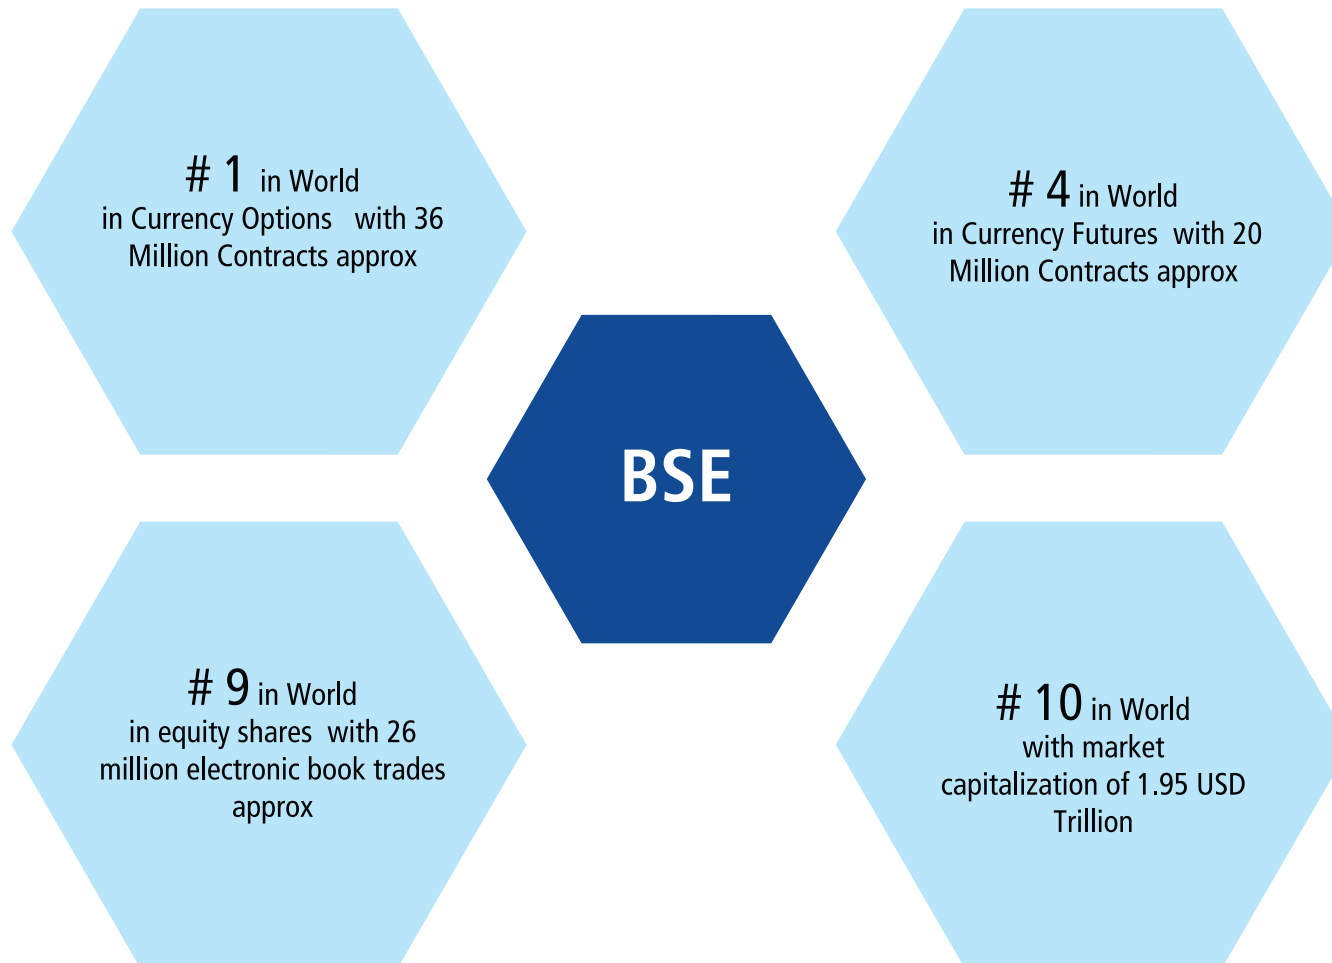 # 1 in World
in Currency Options with 36
Million Contracts approx
# 4 in World
in Currency Futures with 20
Million Contracts approx
BSE
# 9 in World
in equity shares with 26
million electronic book trades
approx
# 10 in World
with market
capitalization of 1.95 USD
Trillion